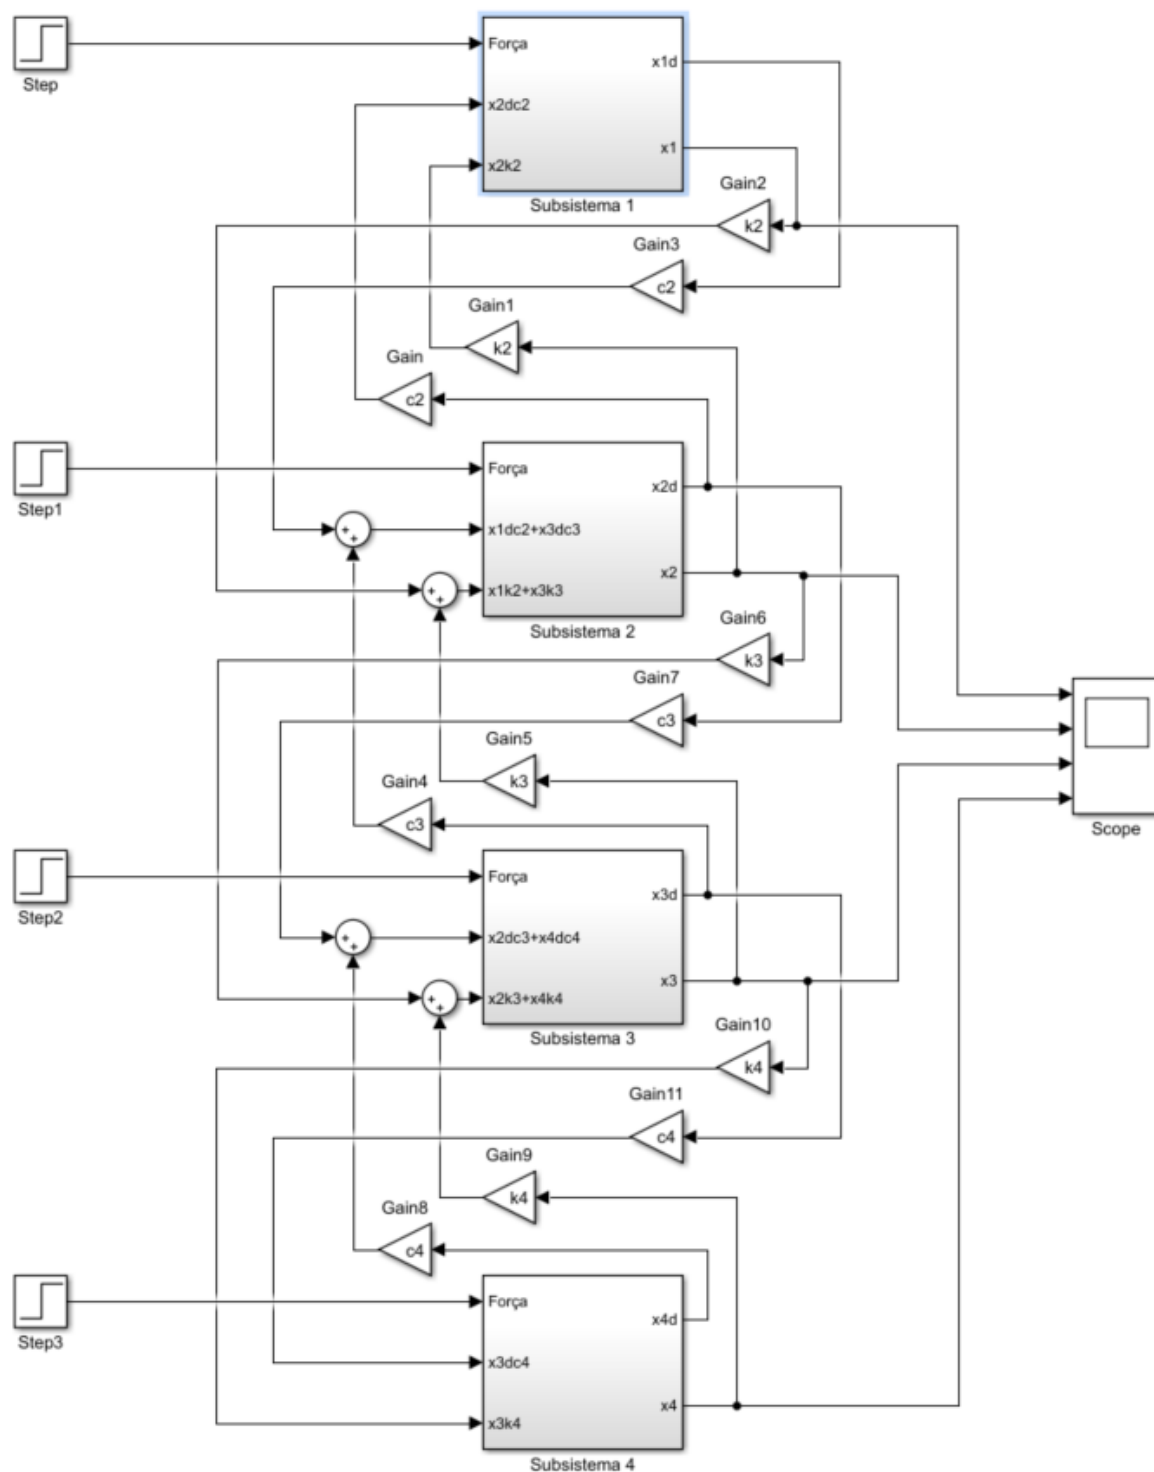 Força
x1d
Step
x2dc2
x1
x2k2
Gain2
Subsistema 1
k2
Gain3
c2
Gain1
k2
Gain
c2
Força
x2d
Step1
x1dc2+x3dc3
+
+
x2
x1k2+x3k3
+
+
Gain6
Subsistema 2
k3
Gain7
c3
Gain5
k3
Gain4
c3
Scope
Força
x3d
Step2
x2dc3+x4dc4
+
+
x3
x2k3+x4k4
+
+
Gain10
Subsistema 3
k4
Gain11
c4
Gain9
k4
Gain8
c4
Força
x4d
Step3
x3dc4
x4
x3k4
Subsistema 4